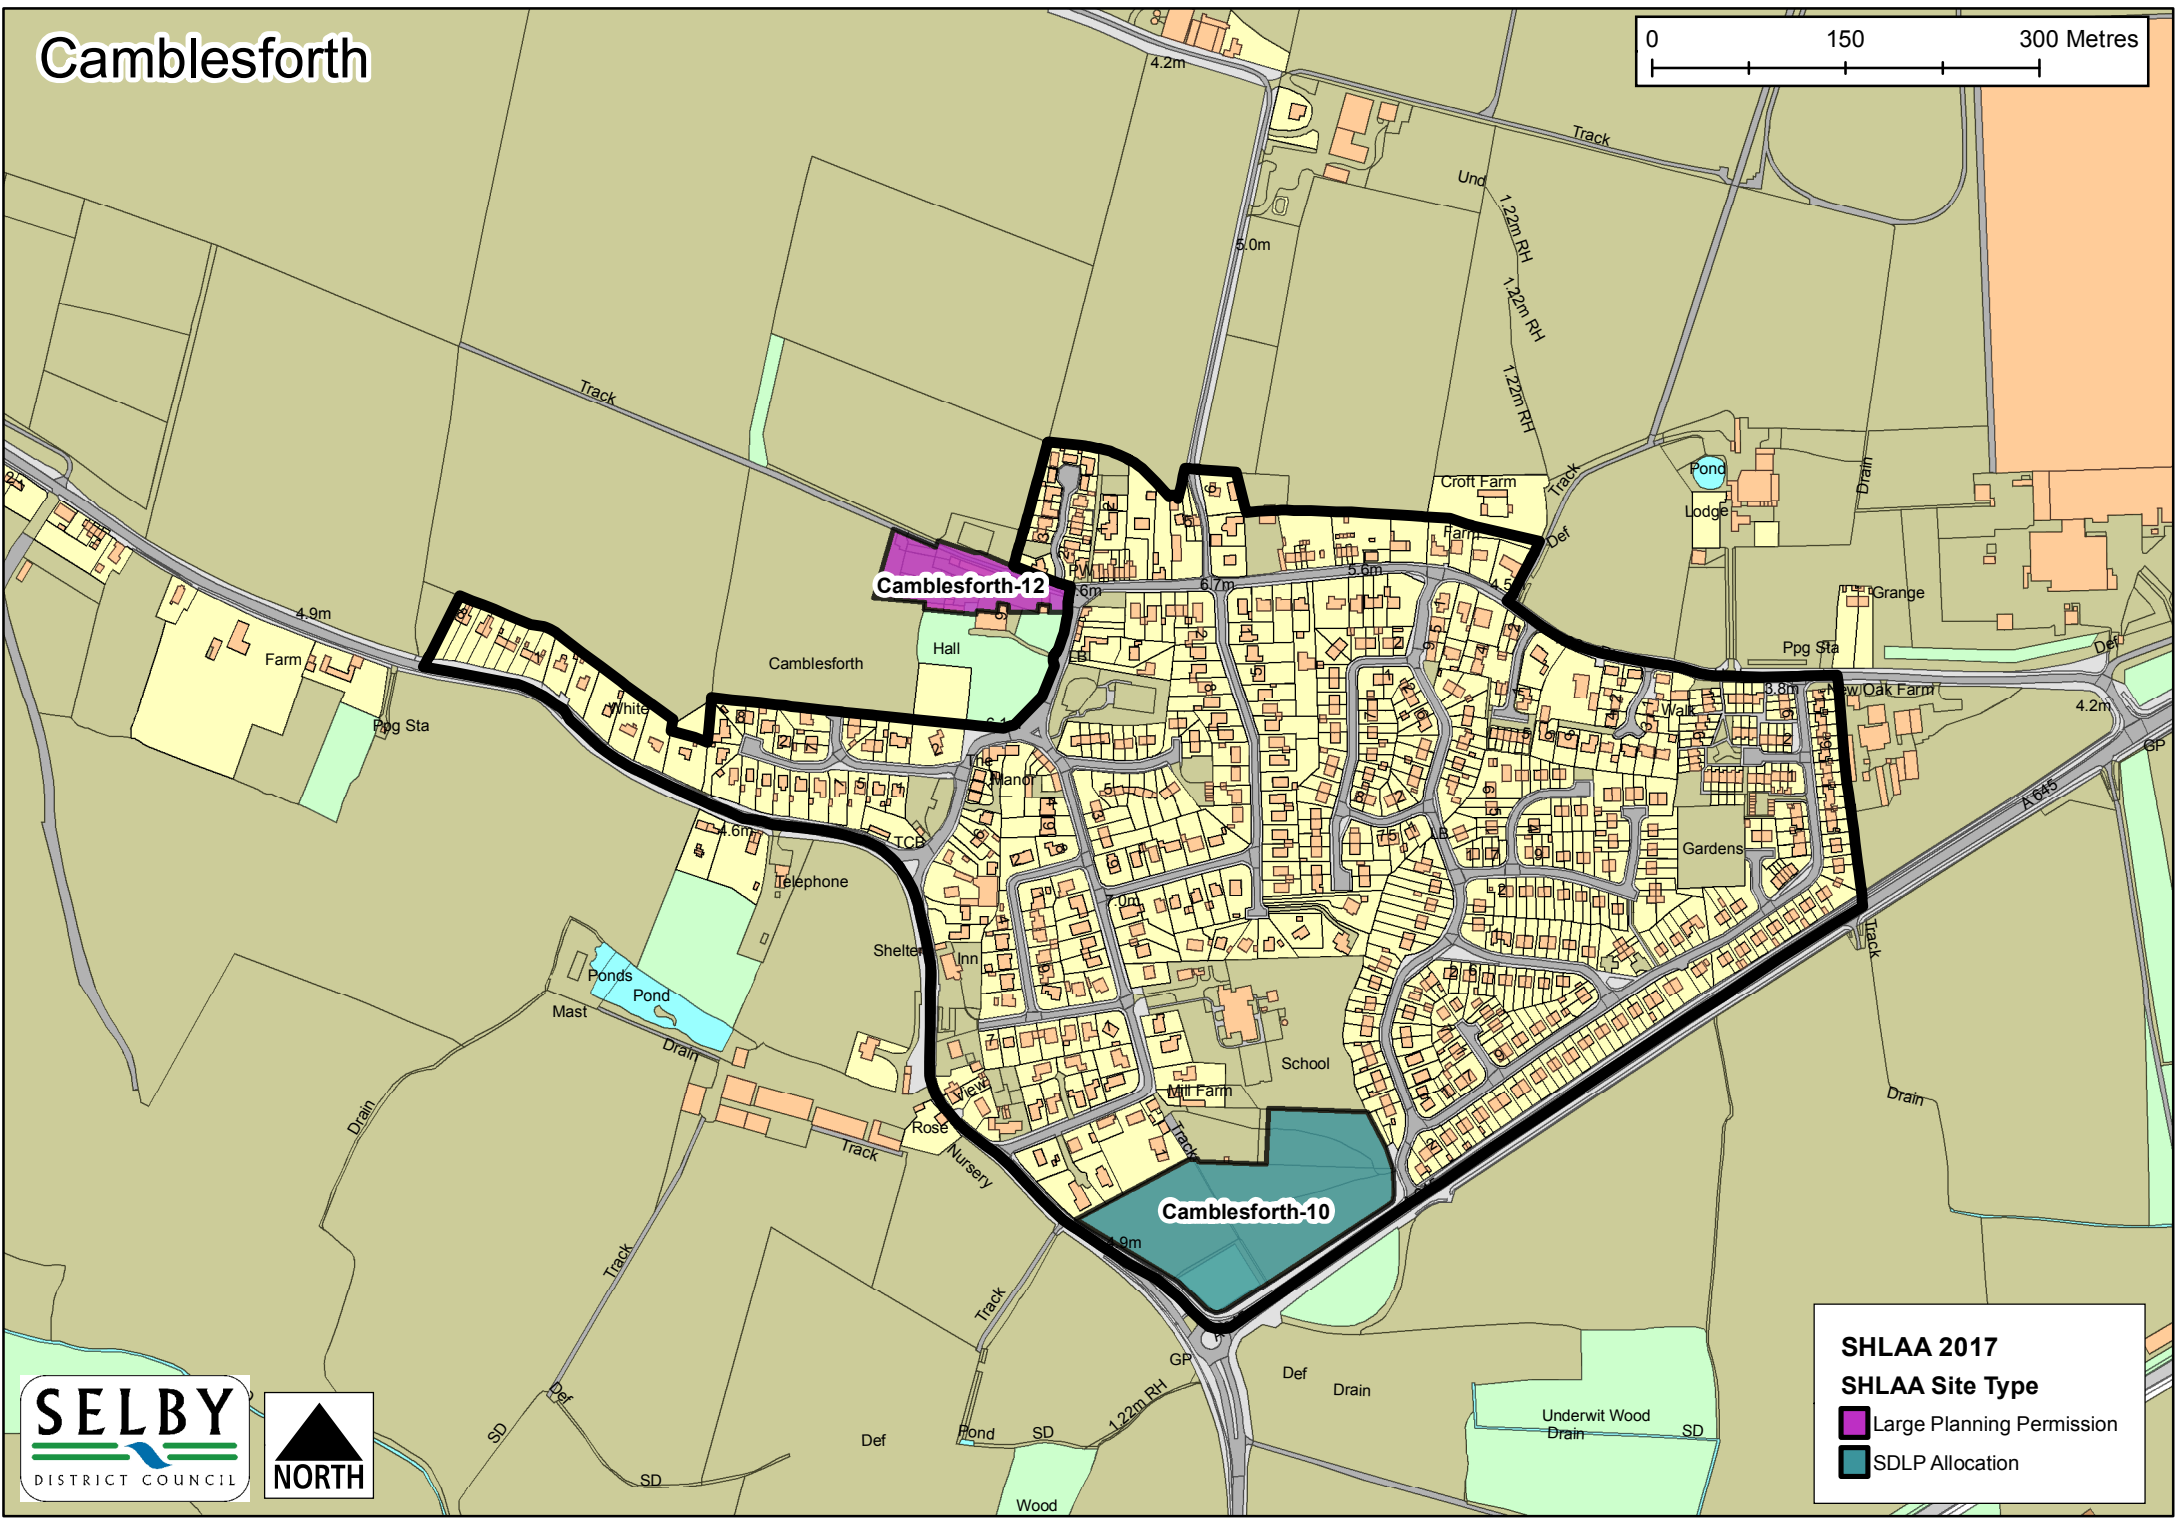 Camblesforth
0 150 300 Metres
4.2m
Track
Und
1.22m RH
5.0m
1.22m RH
1.22m RH
Track
Croft Farm
Track
Pond
Drain
Lodge
Farm
Def
PW
Camblesforth-12
6.7m
5.6m
Grange
4.9m
Hall
LB
Farm
Camblesforth
Ppg Sta
Def
3.8m
New Oak Farm
White
Walk
4.2m
Ppg Sta
GP
The
Manor
A 645
4.6m
TCB
LB
Gardens
Telephone
7.0m
Shelter
Inn
Track
Ponds
Pond
Mast
Drain
School
View
Mill Farm
Drain
Drain
Rose
Track
Track
Nursery
Camblesforth-10
4.9m
Track
Track
GP
Def
Drain
1.22m RH
Def
SD
Def
Pond
SD
Underwit Wood
Drain
SD
SD
Wood
SHLAA 2017
SHLAA Site Type
Large Planning Permission
SDLP Allocation
SELBY
DISTRICT COUNCIL
NORTH